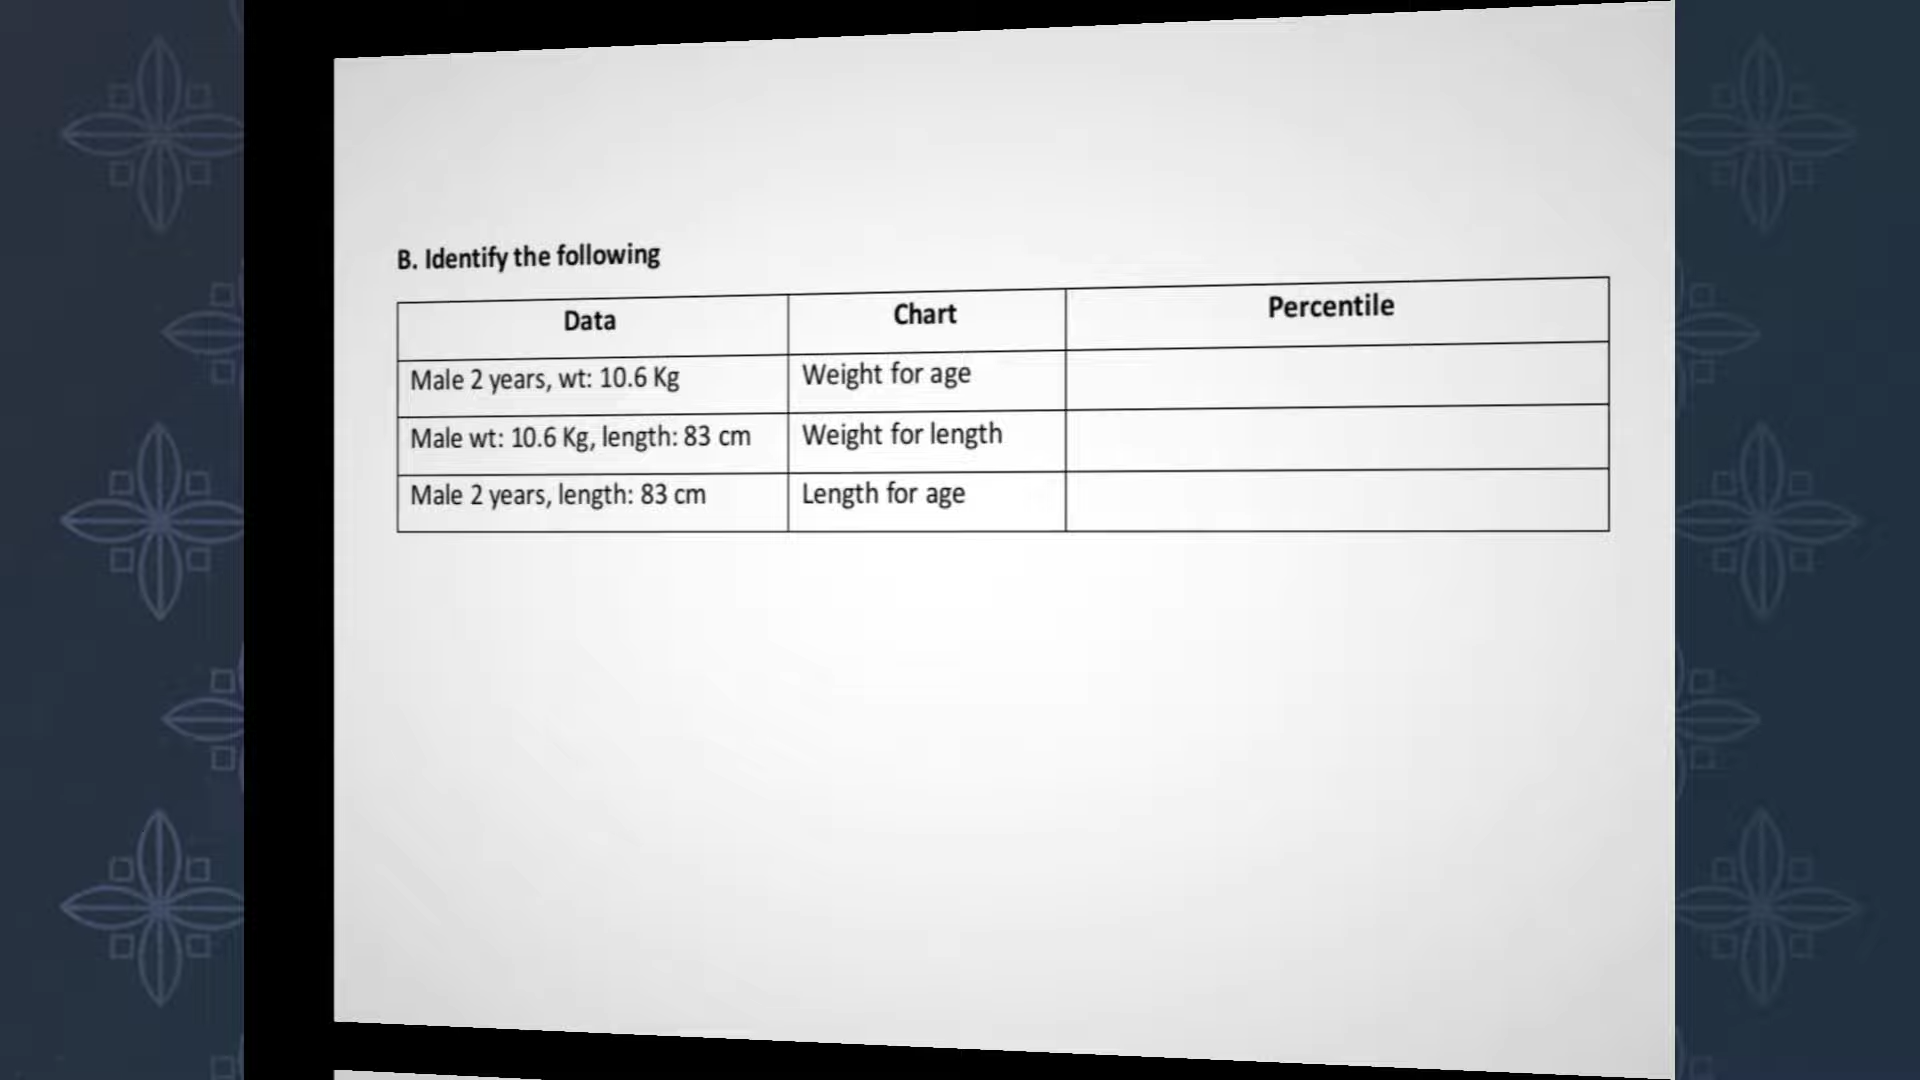 B. Identify the following
Data Chart Percentile
Male 2 years, wt: 10.6 Kg Weight for age
Male wt: 10.6 Kg, length: 83 cm Weight for length
Male 2 years, length: 83 cm Length for age